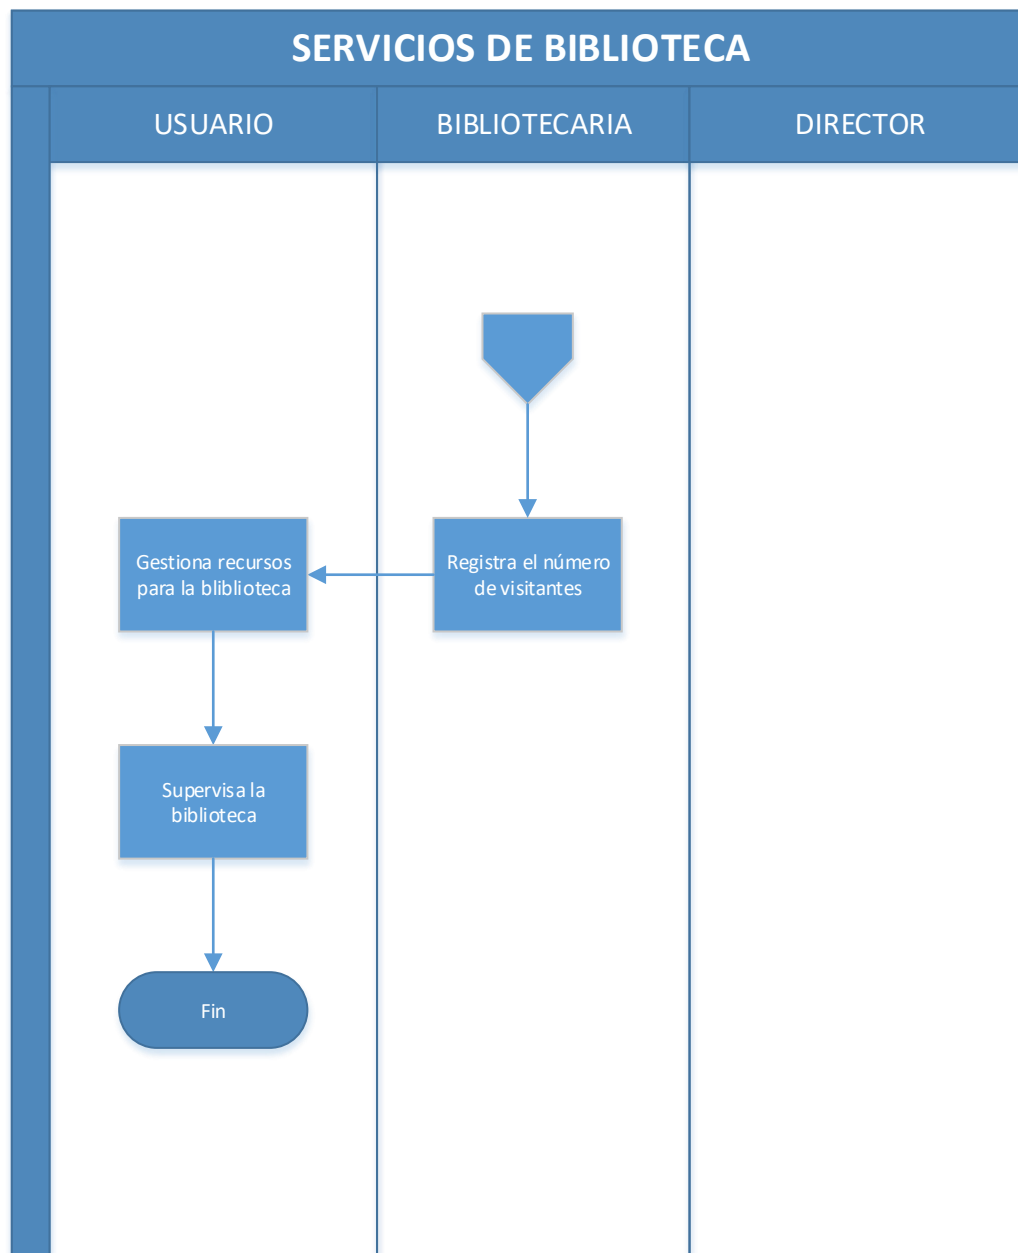 SERVICIOS DE BIBLIOTECA
USUARIO
BIBLIOTECARIA
DIRECTOR
Gestiona recursos
para la bliblioteca
Registra el número
de visitantes
Supervisa la
biblioteca
Fin